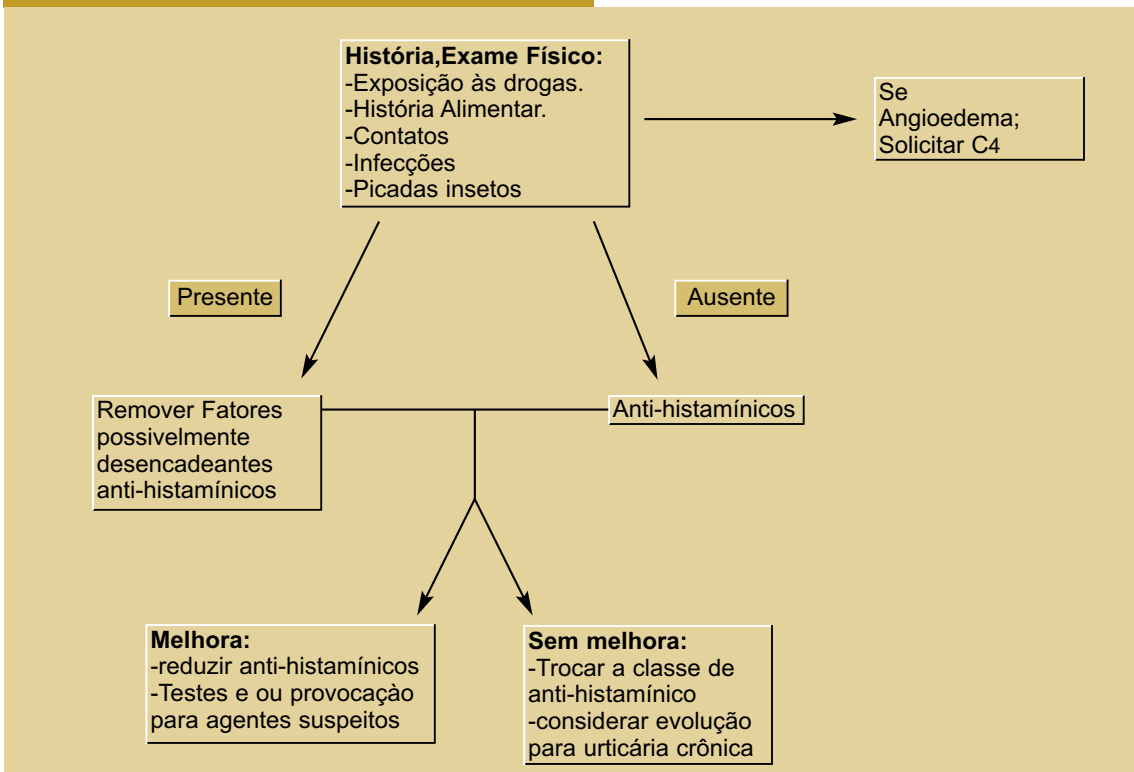 História,Exame Físico:
-Exposição às drogas.
-História Alimentar.
-Contatos
-Infecções
-Picadas insetos
Se
Angioedema;
Solicitar C4
Presente
Ausente
Remover Fatores
possivelmente
desencadeantes
anti-histamínicos
Anti-histamínicos
Melhora:
-reduzir anti-histamínicos
-Testes e ou provocaçào
para agentes suspeitos
Sem melhora:
-Trocar a classe de
anti-histamínico
-considerar evolução
para urticária crônica